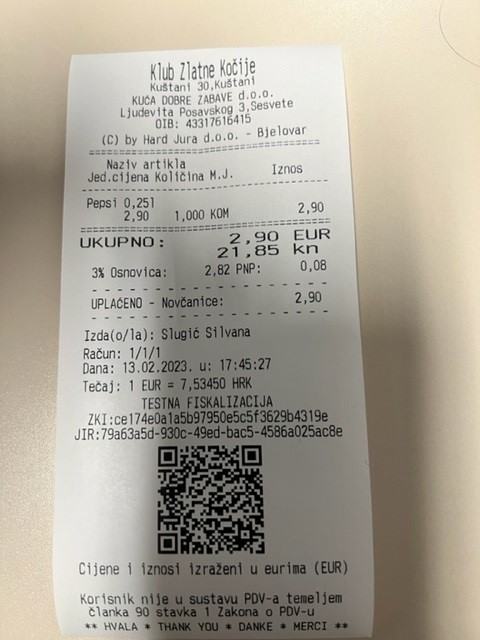 Klub Zlatne Kočije
Kuštani 30,Kuštani
KUĆA DOBRE ZABAVE d.o.o.
Ljudevita Posavskog 3,Sesvete
OIB: 43317616415
(C) by Hard Jura d.o.o. - Bjelovar
Naziv artikla
Jed.cijena Količina M.J. Iznos
Pepsi 0,25l
2,90 1,000 KOM 2,90
UKUPNO: 2,90 EUR
21,85 kn
3% Osnovica: 2,82 PNP: 0,08
UPLAĆENO - Novčanice: 2,90
Izda(o/la): Slugić Silvana
Račun: 1/1/1
Dana: 13.02.2023. u: 17:45:27
Tečaj: 1 EUR = 7,53450 HRK
TESTNA FISKALIZACIJA
ZKI:ce174e0a1a5b97950e5c5f3629b4319e
JIR:79a63a5d-930c-49ed-bac5-4586a025ac8e
Cijene i iznosi izraženi u eurima (EUR)
Korisnik nije u sustavu PDV-a temeljem
članka 90 stavka 1 Zakona o PDV-u
** HVALA * THANK YOU * DANKE * MERCI **